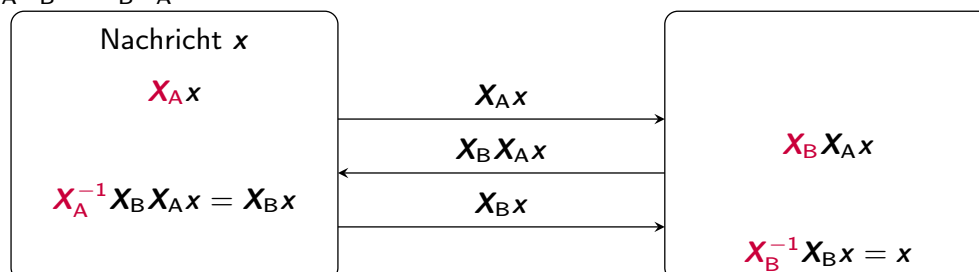 Nachricht x
X_A x
X_A x
X_B X_A x
X_B X_A x
X_A^{-1} X_B X_A x = X_B x
X_B x
X_B^{-1} X_B x = x